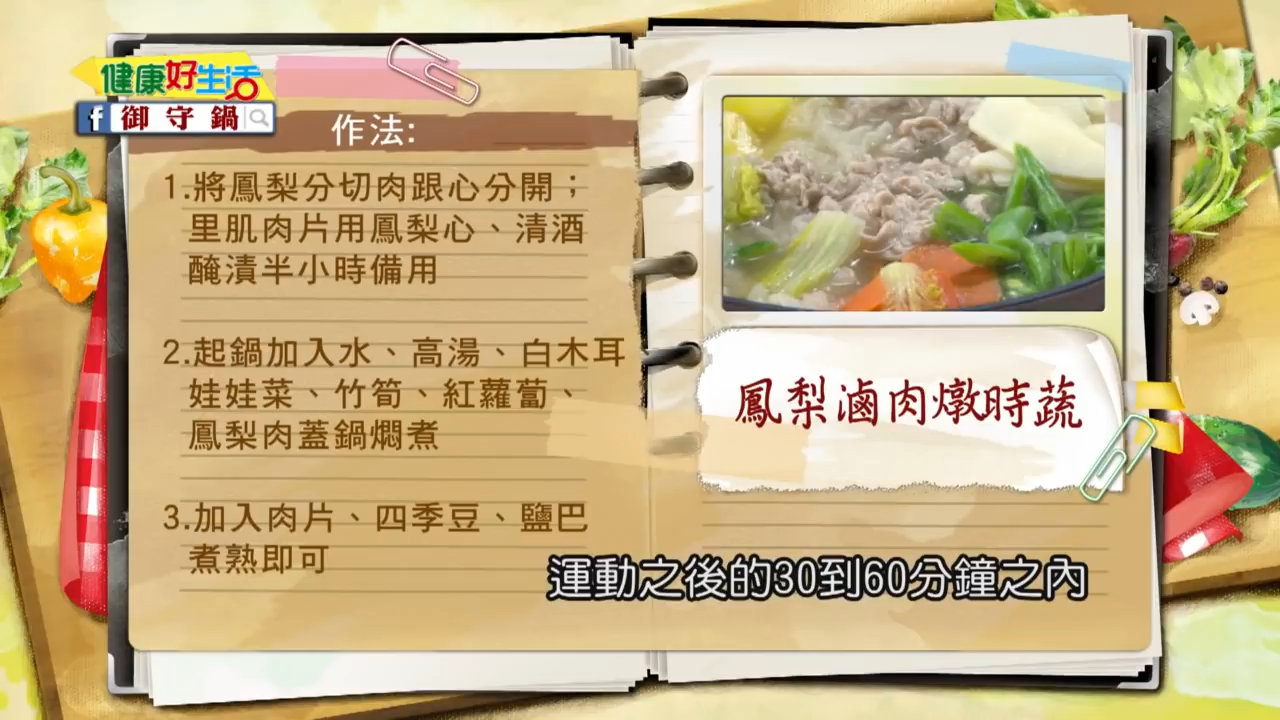 健康好生活
f 御守鍋
作法:
1.將鳳梨分切肉跟心分開；
里肌肉片用鳳梨心、清酒
醃漬半小時備用
2.起鍋加入水、高湯、白木耳
娃娃菜、竹筍、紅蘿蔔、
鳳梨肉蓋鍋燜煮
3.加入肉片、四季豆、鹽巴
煮熟即可
鳳梨滷肉燉時蔬
運動之後的30到60分鐘之內